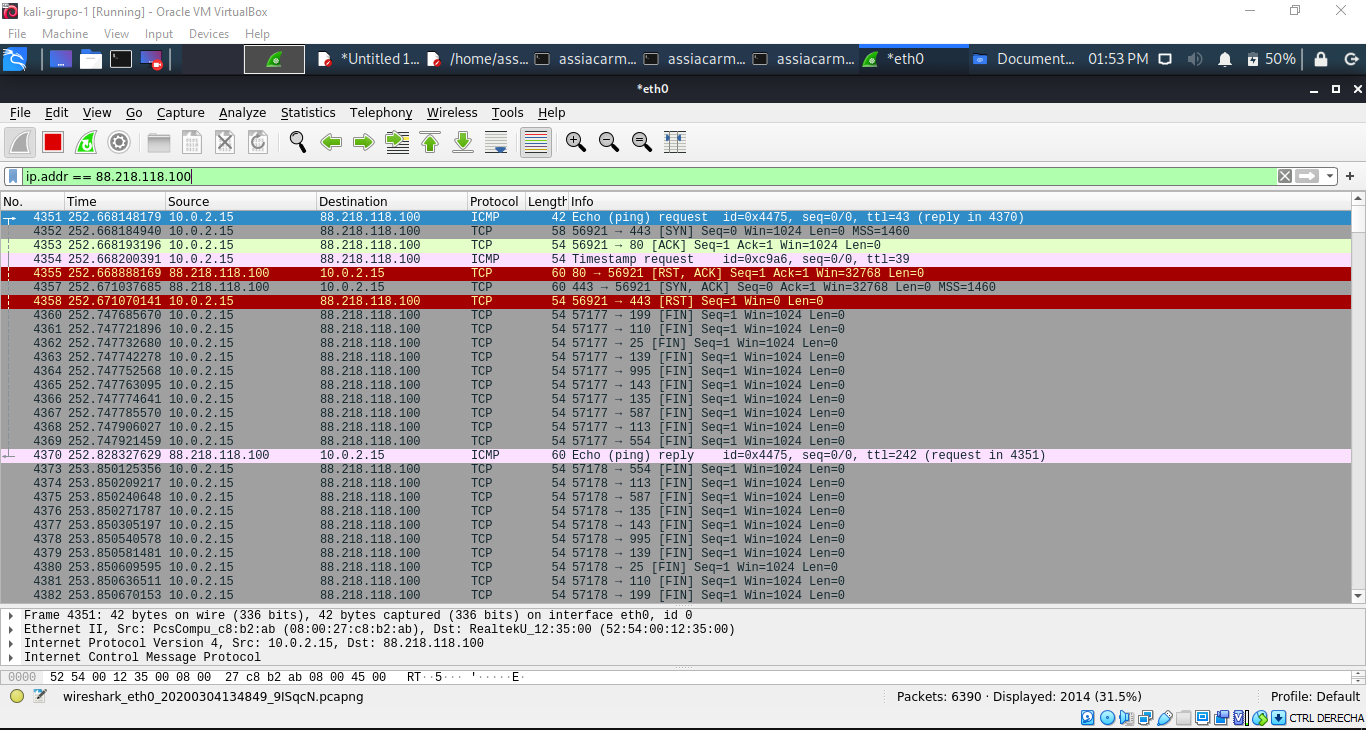 kali-grupo-1 [Running] - Oracle VM VirtualBox
File Machine View Input Devices Help
*Untitled 1... /home/ass... assiacarm... assiacarm... assiacarm... *eth0 Document... 01:53 PM 50%
*eth0
File Edit View Go Capture Analyze Statistics Telephony Wireless Tools Help
ip.addr == 88.218.118.100
No. Time Source Destination Protocol Length Info
4351 252.668148179 10.0.2.15 88.218.118.100 ICMP 42 Echo (ping) request id=0x4475, seq=0/0, ttl=43 (reply in 4370)
4352 252.668184940 10.0.2.15 88.218.118.100 TCP 58 56921 → 443 [SYN] Seq=0 Win=1024 Len=0 MSS=1460
4353 252.668193196 10.0.2.15 88.218.118.100 TCP 54 56921 → 80 [ACK] Seq=1 Ack=1 Win=1024 Len=0
4354 252.668200391 10.0.2.15 88.218.118.100 ICMP 54 Timestamp request id=0xc9a6, seq=0/0, ttl=39
4355 252.668888169 88.218.118.100 10.0.2.15 TCP 60 80 → 56921 [RST, ACK] Seq=1 Ack=1 Win=32768 Len=0
4357 252.671037685 88.218.118.100 10.0.2.15 TCP 60 443 → 56921 [SYN, ACK] Seq=0 Ack=1 Win=32768 Len=0 MSS=1460
4358 252.671070141 10.0.2.15 88.218.118.100 TCP 54 56921 → 443 [RST] Seq=1 Win=0 Len=0
4360 252.747685670 10.0.2.15 88.218.118.100 TCP 54 57177 → 199 [FIN] Seq=1 Win=1024 Len=0
4361 252.747721896 10.0.2.15 88.218.118.100 TCP 54 57177 → 110 [FIN] Seq=1 Win=1024 Len=0
4362 252.747732680 10.0.2.15 88.218.118.100 TCP 54 57177 → 25 [FIN] Seq=1 Win=1024 Len=0
4363 252.747742278 10.0.2.15 88.218.118.100 TCP 54 57177 → 139 [FIN] Seq=1 Win=1024 Len=0
4364 252.747752568 10.0.2.15 88.218.118.100 TCP 54 57177 → 995 [FIN] Seq=1 Win=1024 Len=0
4365 252.747763095 10.0.2.15 88.218.118.100 TCP 54 57177 → 143 [FIN] Seq=1 Win=1024 Len=0
4366 252.747774641 10.0.2.15 88.218.118.100 TCP 54 57177 → 135 [FIN] Seq=1 Win=1024 Len=0
4367 252.747785570 10.0.2.15 88.218.118.100 TCP 54 57177 → 587 [FIN] Seq=1 Win=1024 Len=0
4368 252.747906027 10.0.2.15 88.218.118.100 TCP 54 57177 → 113 [FIN] Seq=1 Win=1024 Len=0
4369 252.747921459 10.0.2.15 88.218.118.100 TCP 54 57177 → 554 [FIN] Seq=1 Win=1024 Len=0
4370 252.828327629 88.218.118.100 10.0.2.15 ICMP 60 Echo (ping) reply id=0x4475, seq=0/0, ttl=242 (request in 4351)
4373 253.850125356 10.0.2.15 88.218.118.100 TCP 54 57178 → 554 [FIN] Seq=1 Win=1024 Len=0
4374 253.850209217 10.0.2.15 88.218.118.100 TCP 54 57178 → 113 [FIN] Seq=1 Win=1024 Len=0
4375 253.850240648 10.0.2.15 88.218.118.100 TCP 54 57178 → 587 [FIN] Seq=1 Win=1024 Len=0
4376 253.850271787 10.0.2.15 88.218.118.100 TCP 54 57178 → 135 [FIN] Seq=1 Win=1024 Len=0
4377 253.850305197 10.0.2.15 88.218.118.100 TCP 54 57178 → 143 [FIN] Seq=1 Win=1024 Len=0
4378 253.850540578 10.0.2.15 88.218.118.100 TCP 54 57178 → 995 [FIN] Seq=1 Win=1024 Len=0
4379 253.850581481 10.0.2.15 88.218.118.100 TCP 54 57178 → 139 [FIN] Seq=1 Win=1024 Len=0
4380 253.850609595 10.0.2.15 88.218.118.100 TCP 54 57178 → 25 [FIN] Seq=1 Win=1024 Len=0
4381 253.850636511 10.0.2.15 88.218.118.100 TCP 54 57178 → 110 [FIN] Seq=1 Win=1024 Len=0
4382 253.850670153 10.0.2.15 88.218.118.100 TCP 54 57178 → 199 [FIN] Seq=1 Win=1024 Len=0
Frame 4351: 42 bytes on wire (336 bits), 42 bytes captured (336 bits) on interface eth0, id 0
Ethernet II, Src: PcsCompu_c8:b2:ab (08:00:27:c8:b2:ab), Dst: RealtekU_12:35:00 (52:54:00:12:35:00)
Internet Protocol Version 4, Src: 10.0.2.15, Dst: 88.218.118.100
Internet Control Message Protocol
0000 52 54 00 12 35 00 08 00 27 c8 b2 ab 08 00 45 00 RT··5··· '·····E·
wireshark_eth0_20200304134849_9ISqcN.pcapng Packets: 6390 · Displayed: 2014 (31.5%) Profile: Default
CTRL DERECHA